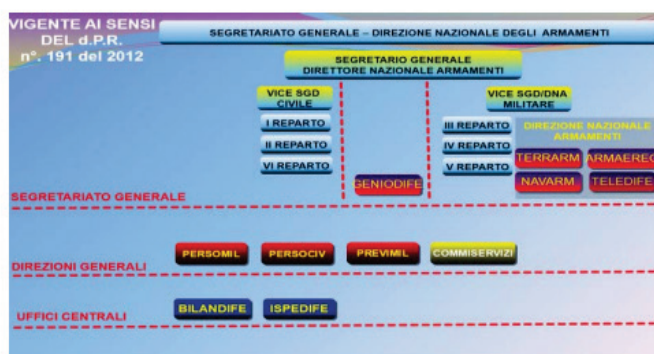 VIGENTE AI SENSI
DEL d.P.R.
n°. 191 del 2012
SEGRETARIATO GENERALE – DIREZIONE NAZIONALE DEGLI ARMAMENTI
SEGRETARIO GENERALE
DIRETTORE NAZIONALE ARMAMENTI
VICE SGD
CIVILE
I REPARTO
II REPARTO
VI REPARTO
GENIODIFE
VICE SGD/DNA
MILITARE
III REPARTO
IV REPARTO
V REPARTO
DIREZIONE NAZIONALE
ARMAMENTI
TERRARM ARMAEREO
NAVARM TELEDIFE
SEGRETARIATO GENERALE
PERSOMIL PERSOCIV PREVIMIL COMMISERVIZI
DIREZIONI GENERALI
BILANDIFE ISPEDIFE
UFFICI CENTRALI